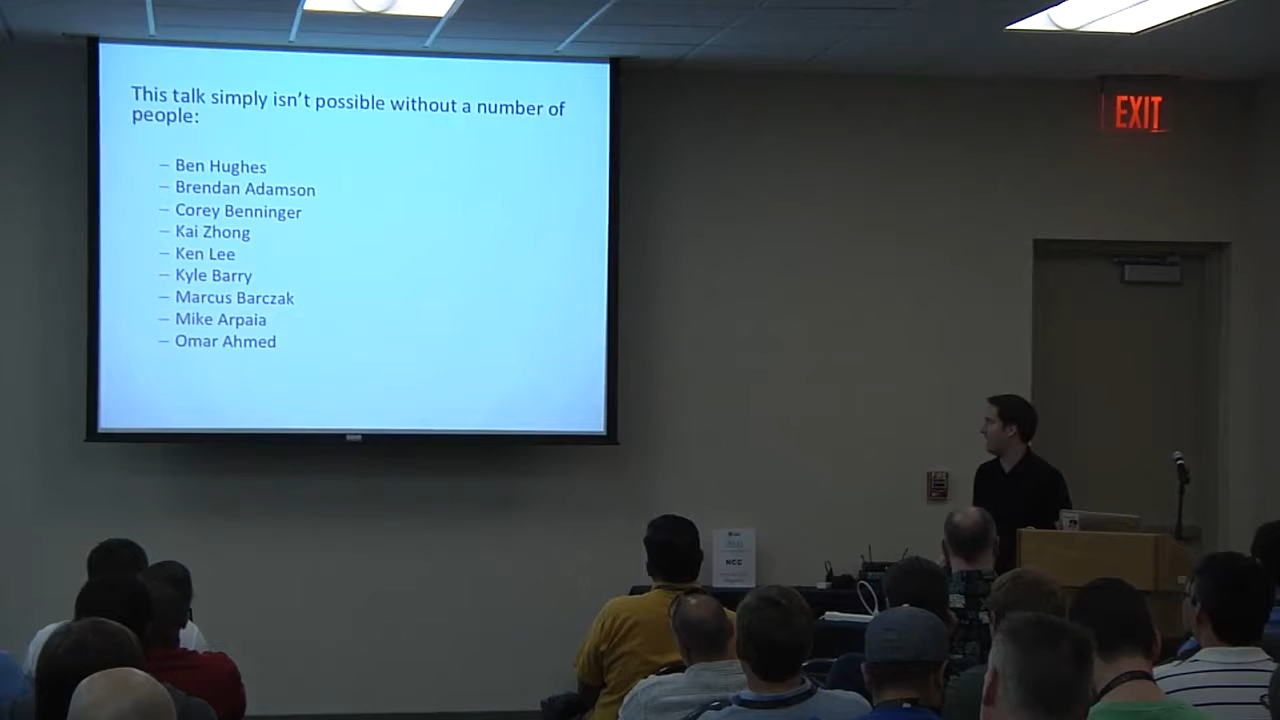 This talk simply isn't possible without a number of
people:
– Ben Hughes
– Brendan Adamson
– Corey Benninger
– Kai Zhong
– Ken Lee
– Kyle Barry
– Marcus Barczak
– Mike Arpaia
– Omar Ahmed
EXIT
FIRE
NCC